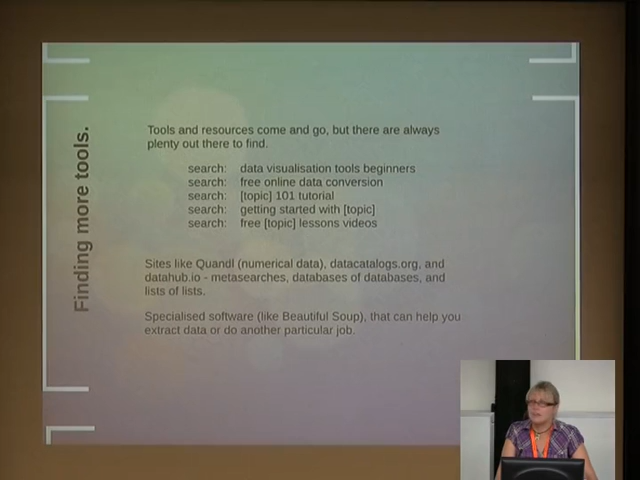 Finding more tools.
Tools and resources come and go, but there are always
plenty out there to find.
search: data visualisation tools beginners
search: free online data conversion
search: [topic] 101 tutorial
search: getting started with [topic]
search: free [topic] lessons videos
Sites like Quandl (numerical data), datacatalogs.org, and
datahub.io - metasearches, databases of databases, and
lists of lists.
Specialised software (like Beautiful Soup), that can help you
extract data or do another particular job.